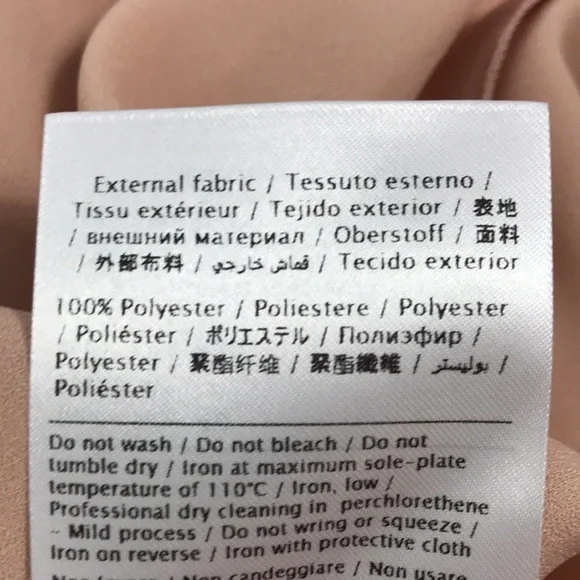 External fabric / Tessuto esterno /
Tissu extérieur / Tejido exterior / 表地
/ внешний материал / Oberstoff / 面料
/ 外部布料 / قماش خارجي / Tecido exterior
100% Polyester / Poliestere / Polyester
/ Poliéster / ポリエステル / Полиэфир /
Polyester / 聚酯纤维 / 聚酯纖維 / بوليستر /
Poliéster
Do not wash / Do not bleach / Do not
tumble dry / Iron at maximum sole-plate
temperature of 110°C / Iron, low /
Professional dry cleaning in perchlorethene
~ Mild process / Do not wring or squeeze /
Iron on reverse / Iron with protective cloth
Non candeggiare / Non usare